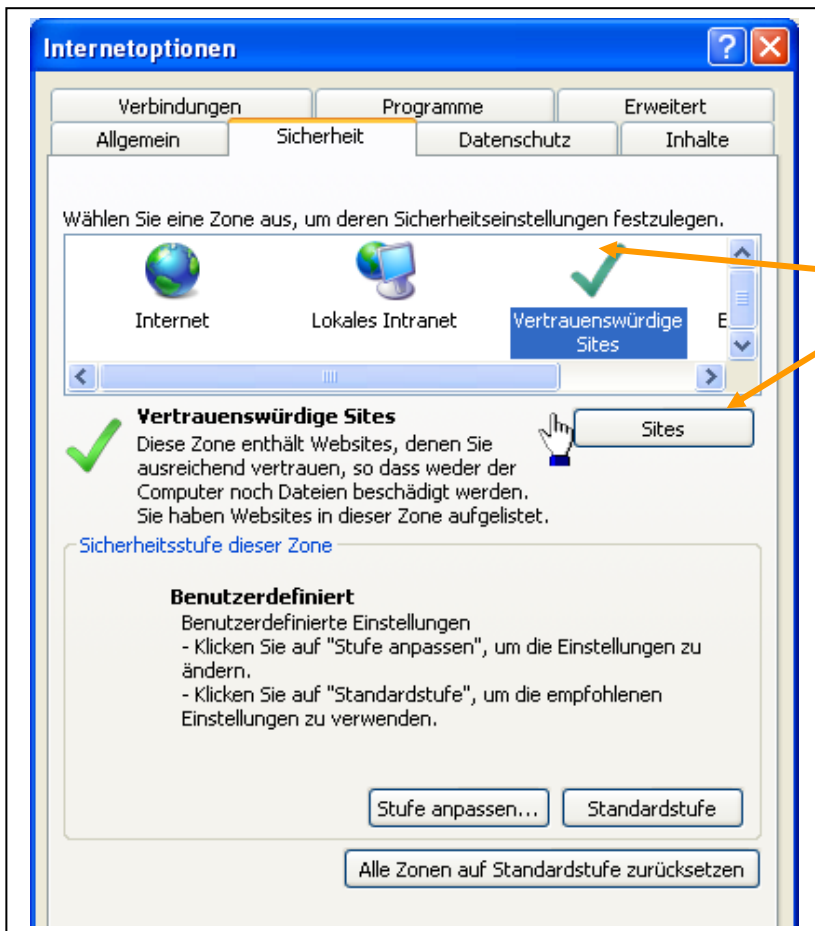 Internetoptionen
Verbindungen Programme Erweitert
Allgemein Sicherheit Datenschutz Inhalte
Wählen Sie eine Zone aus, um deren Sicherheitseinstellungen festzulegen.
Internet Lokales Intranet Vertrauenswürdige E
Sites
Vertrauenswürdige Sites
Sites
Diese Zone enthält Websites, denen Sie
ausreichend vertrauen, so dass weder der
Computer noch Dateien beschädigt werden.
Sie haben Websites in dieser Zone aufgelistet.
Sicherheitsstufe dieser Zone
Benutzerdefiniert
Benutzerdefinierte Einstellungen
- Klicken Sie auf "Stufe anpassen", um die Einstellungen zu
ändern.
- Klicken Sie auf "Standardstufe", um die empfohlenen
Einstellungen zu verwenden.
Stufe anpassen... Standardstufe
Alle Zonen auf Standardstufe zurücksetzen